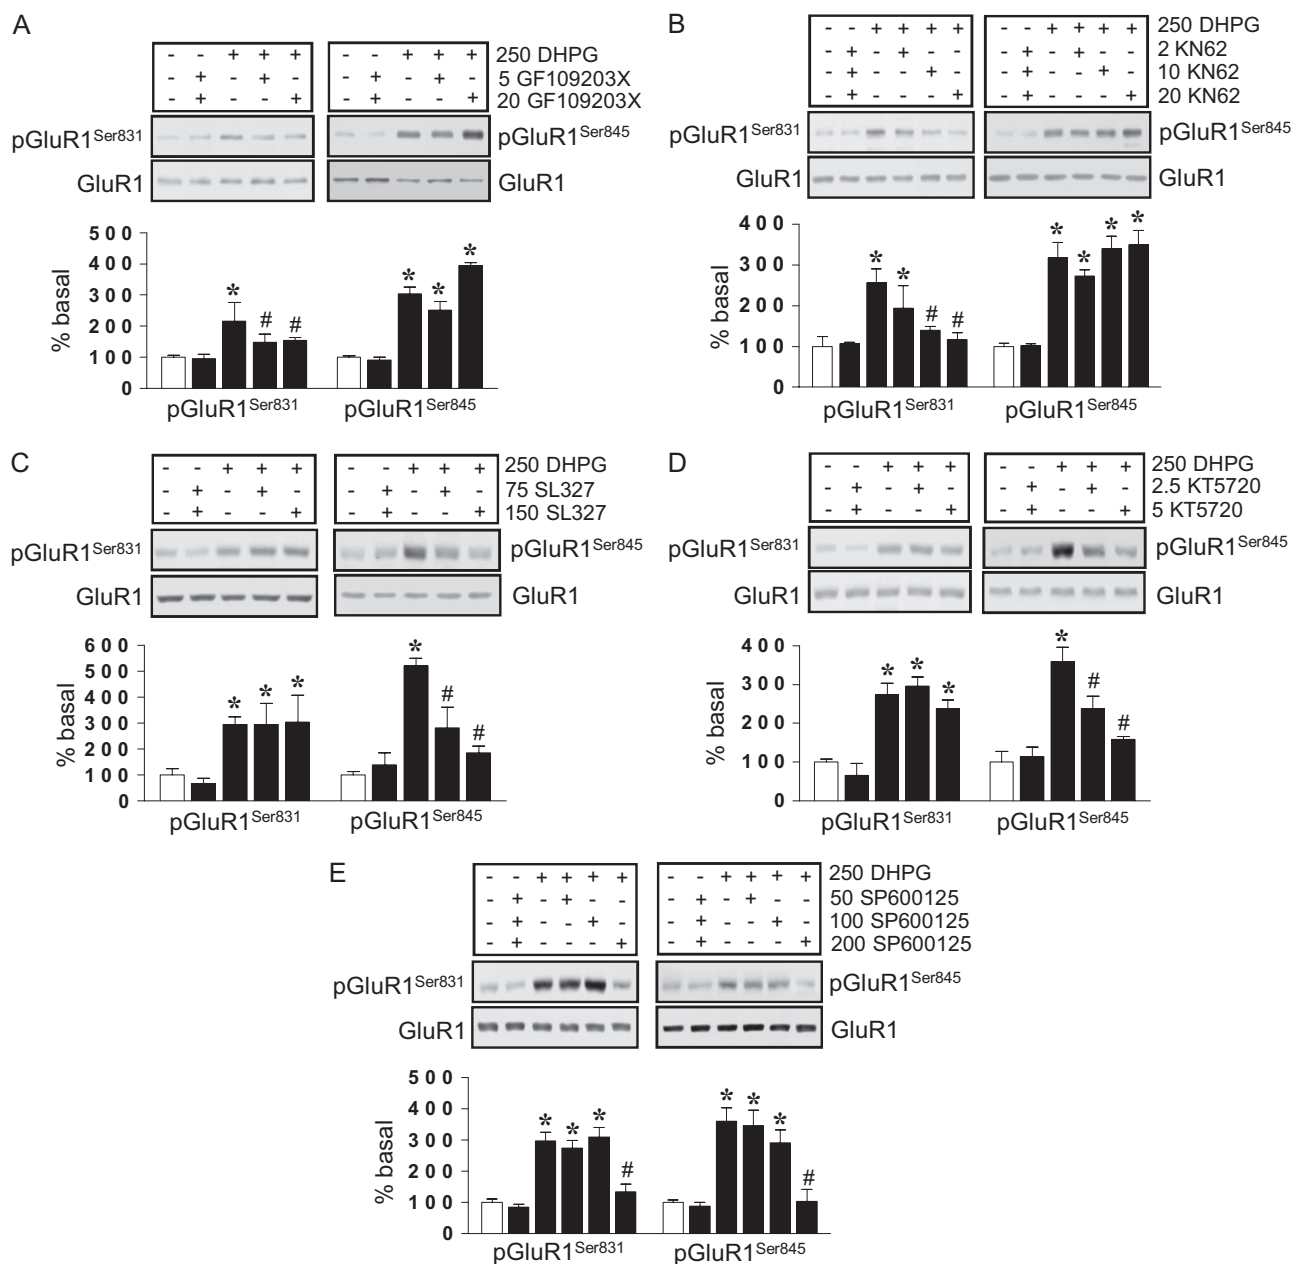 A
- - + + + - - + + + 250 DHPG
- + - + - - + - + - 5 GF109203X
- + - - + - + - - + 20 GF109203X
pGluR1Ser831 pGluR1Ser845
GluR1 GluR1
% basal
500
400
300
200
100
0
* # # * * *
pGluR1Ser831 pGluR1Ser845
B
- - + + + + - - + + + + 250 DHPG
- + - + - - - + - + - - 2 KN62
- + - - + - - + - - + - 10 KN62
- + - - - + - + - - - + 20 KN62
pGluR1Ser831 pGluR1Ser845
GluR1 GluR1
% basal
400
300
200
100
0
* * # # * * * *
pGluR1Ser831 pGluR1Ser845
C
- - + + + - - + + + 250 DHPG
- + - + - - + - + - 75 SL327
- + - - + - + - - + 150 SL327
pGluR1Ser831 pGluR1Ser845
GluR1 GluR1
% basal
600
500
400
300
200
100
0
* * * * # #
pGluR1Ser831 pGluR1Ser845
D
- - + + + - - + + + 250 DHPG
- + - + - - + - + - 2.5 KT5720
- + - - + - + - - + 5 KT5720
pGluR1Ser831 pGluR1Ser845
GluR1 GluR1
% basal
400
300
200
100
0
* * * * # #
pGluR1Ser831 pGluR1Ser845
E
- - + + + + - - + + + + 250 DHPG
- + - + - - - + - + - - 50 SP600125
- + - - + - - + - - + - 100 SP600125
- + - - - + - + - - - + 200 SP600125
pGluR1Ser831 pGluR1Ser845
GluR1 GluR1
% basal
500
400
300
200
100
0
* * * # * * * #
pGluR1Ser831 pGluR1Ser845